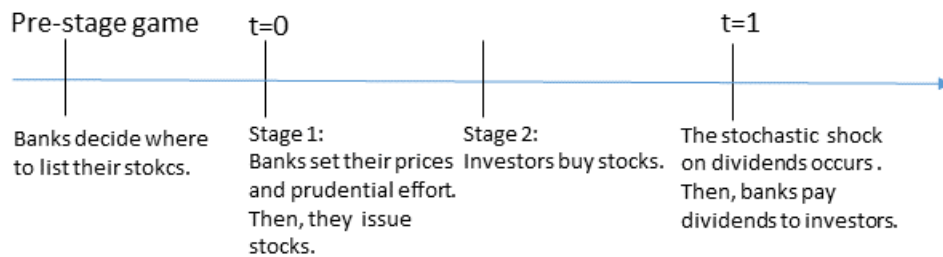 Pre-stage game
t=0
t=1
Banks decide where
to list their stokcs.
Stage 1:
Banks set their prices
and prudential effort.
Then, they issue
stocks.
Stage 2:
Investors buy stocks.
The stochastic shock
on dividends occurs.
Then, banks pay
dividends to investors.